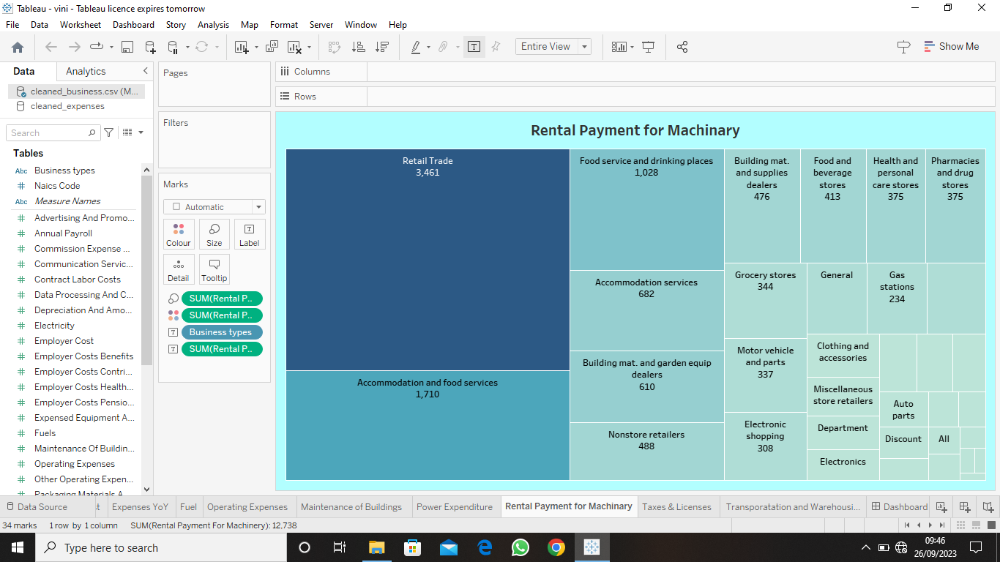 Tableau - vini - Tableau licence expires tomorrow
File Data Worksheet Dashboard Story Analysis Map Format Server Window Help
Entire View
Show Me
Data Analytics
cleaned_business.csv (M...
cleaned_expenses
Search
Tables
Abc Business types
# Naics Code
Abc Measure Names
# Advertising And Promo...
# Annual Payroll
# Commission Expense ...
# Communication Servic...
# Contract Labor Costs
# Data Processing And C...
# Depreciation And Amo...
# Electricity
# Employer Cost
# Employer Costs Benefits
# Employer Costs Contri...
# Employer Costs Health...
# Employer Costs Pensio...
# Expensed Equipment A...
# Fuels
# Maintenance Of Buildin...
# Operating Expenses
# Other Operating Expen...
# Packaging Materials A
Pages
Filters
Marks
Automatic
Colour Size Label
Detail Tooltip
SUM(Rental P..
SUM(Rental P..
Business types
SUM(Rental P..
Columns
Rows
Rental Payment for Machinary
Retail Trade
3,461
Accommodation and food services
1,710
Food service and drinking places
1,028
Accommodation services
682
Building mat. and garden equip
dealers
610
Nonstore retailers
488
Building mat.
and supplies
dealers
476
Food and
beverage
stores
413
Health and
personal
care stores
375
Pharmacies
and drug
stores
375
Grocery stores
344
General
Gas
stations
234
Motor vehicle
and parts
337
Electronic
shopping
308
Clothing and
accessories
Miscellaneous
store retailers
Department
Electronics
Auto
parts
Discount
All
Data Source
t
Expenses YoY
Fuel
Operating Expenses
Maintenance of Buildings
Power Expenditure
Rental Payment for Machinary
Taxes & Licenses
Transporatation and Warehousi...
Dashboard
34 marks 1 row by 1 column SUM(Rental Payment For Machinery): 12,738
Type here to search
09:46
26/09/2023